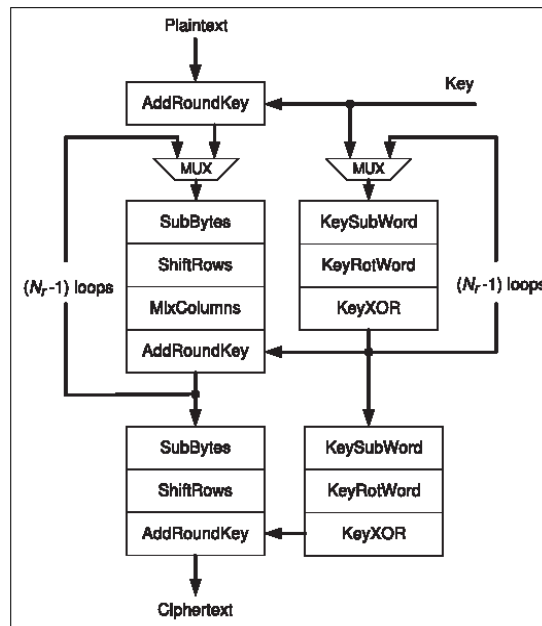 Plaintext
Key
AddRoundKey
MUX
MUX
SubBytes
KeySubWord
ShiftRows
KeyRotWord
(Nr-1) loops
(Nr-1) loops
MixColumns
KeyXOR
AddRoundKey
SubBytes
KeySubWord
ShiftRows
KeyRotWord
AddRoundKey
KeyXOR
Ciphertext